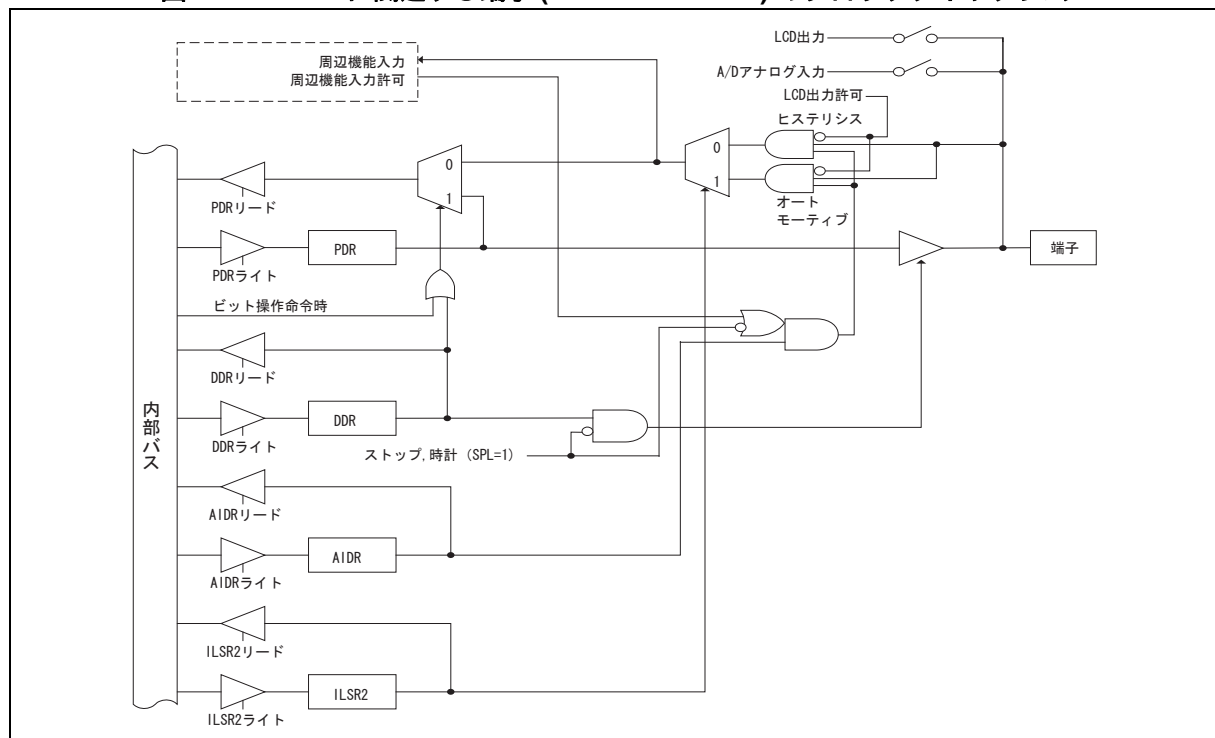 LCD出力
周辺機能入力
周辺機能入力許可
A/Dアナログ入力
LCD出力許可
ヒステリシス
0
1
オート
モーティブ
0
1
PDRリード
PDR
端子
PDRライト
ビット操作命令時
DDRリード
内部バス
DDR
DDRライト
ストップ,時計 (SPL=1)
AIDRリード
AIDR
AIDRライト
ILSR2リード
ILSR2
ILSR2ライト